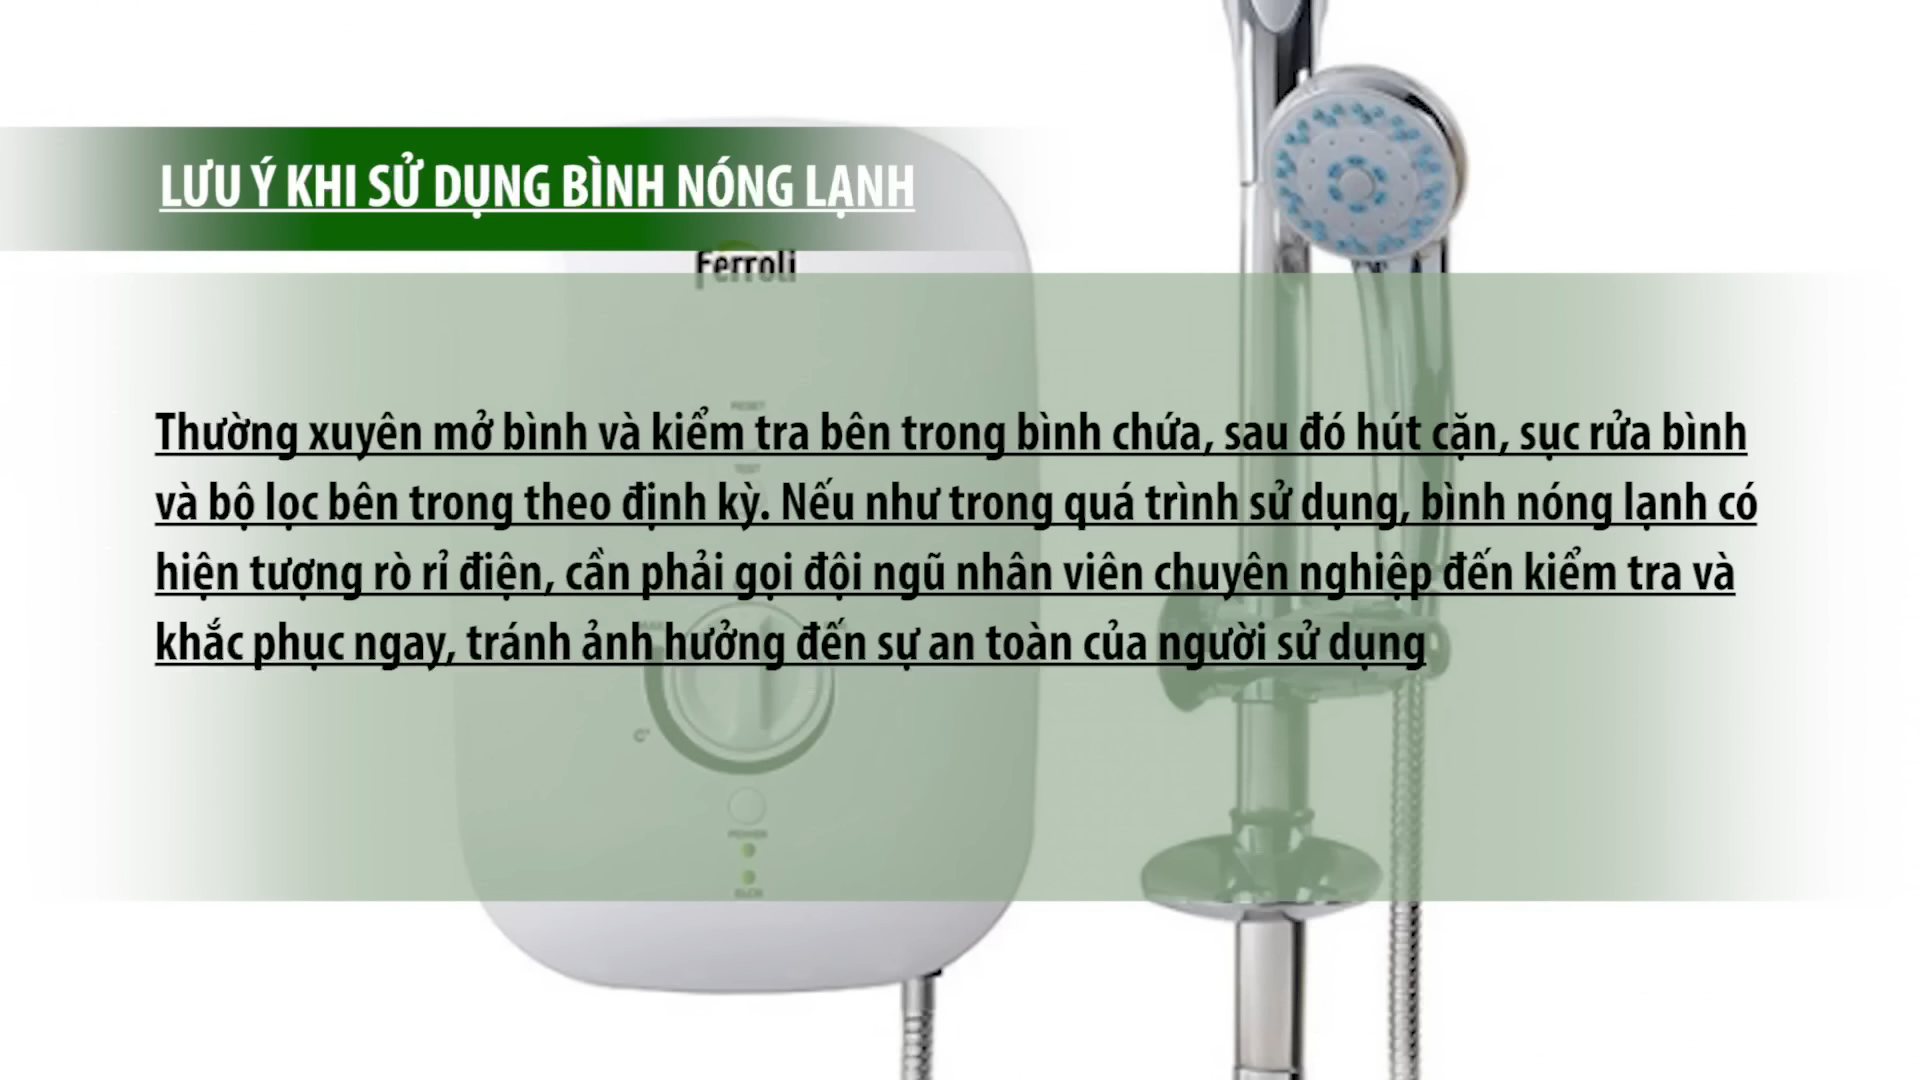 LƯU Ý KHI SỬ DỤNG BÌNH NÓNG LẠNH
Ferroli
RESET
TEST
Thường xuyên mở bình và kiểm tra bên trong bình chứa, sau đó hút cặn, sục rửa bình
và bộ lọc bên trong theo định kỳ. Nếu như trong quá trình sử dụng, bình nóng lạnh có
hiện tượng rò rỉ điện, cần phải gọi đội ngũ nhân viên chuyên nghiệp đến kiểm tra và
khắc phục ngay, tránh ảnh hưởng đến sự an toàn của người sử dụng
C°
POWER
ELCB